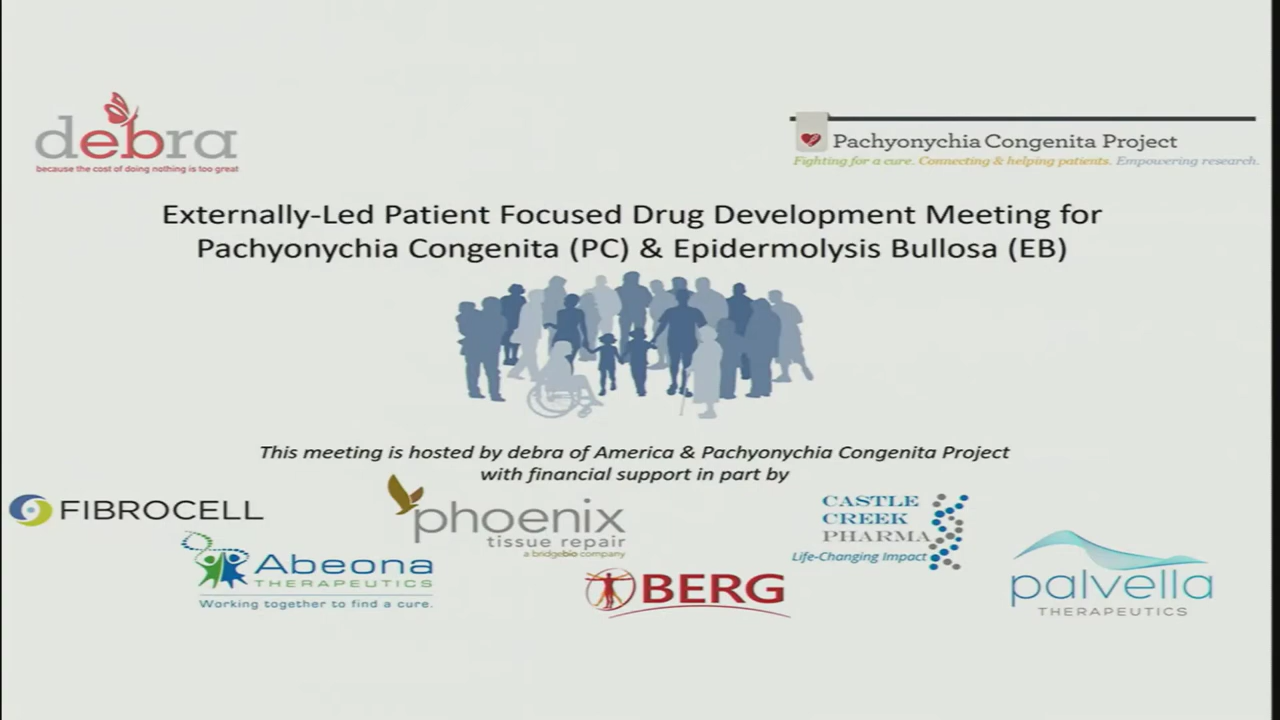 debra
because the cost of doing nothing is too great
Pachyonychia Congenita Project
Fighting for a cure. Connecting & helping patients. Empowering research.
Externally-Led Patient Focused Drug Development Meeting for
Pachyonychia Congenita (PC) & Epidermolysis Bullosa (EB)
This meeting is hosted by debra of America & Pachyonychia Congenita Project
with financial support in part by
FIBROCELL
phoenix
tissue repair
a bridgebio company
CASTLE
CREEK
PHARMA
Life-Changing Impact
Abeona
THERAPEUTICS
Working together to find a cure.
BERG
palvella
THERAPEUTICS